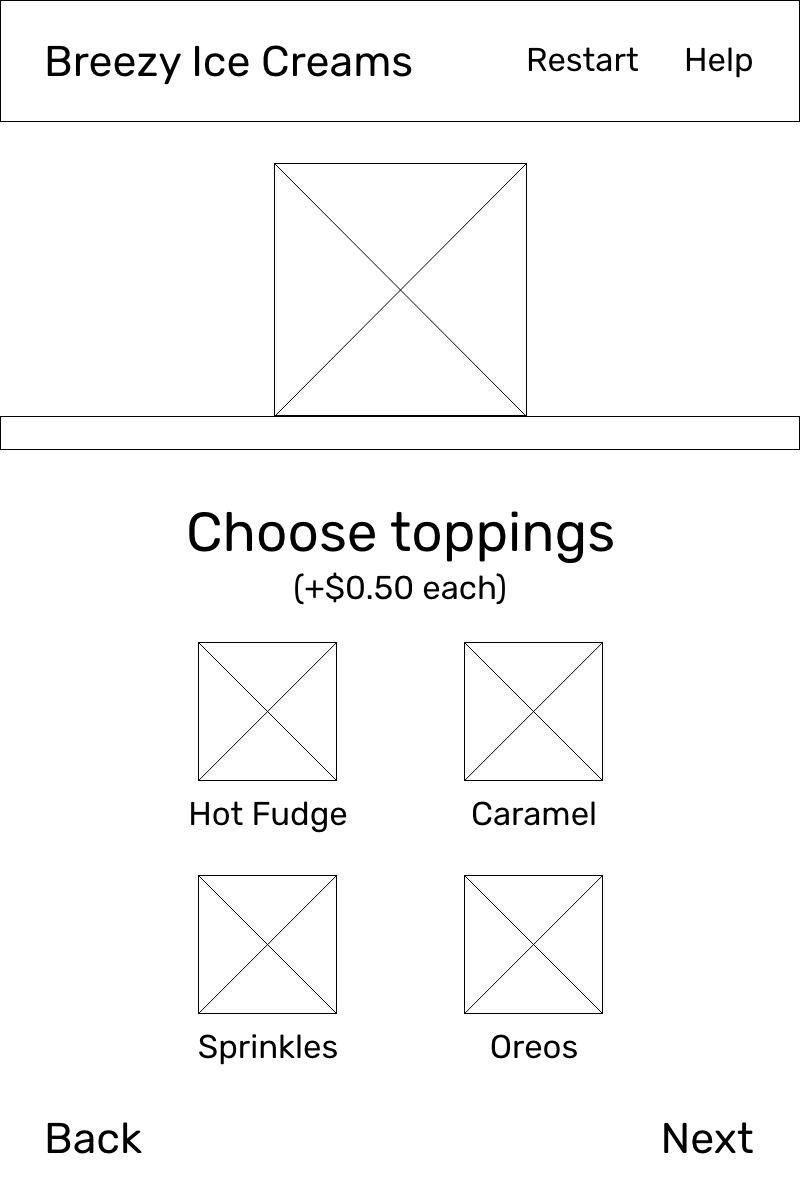 Breezy Ice Creams Restart Help
Choose toppings
(+$0.50 each)
Hot Fudge Caramel
Sprinkles Oreos
Back Next